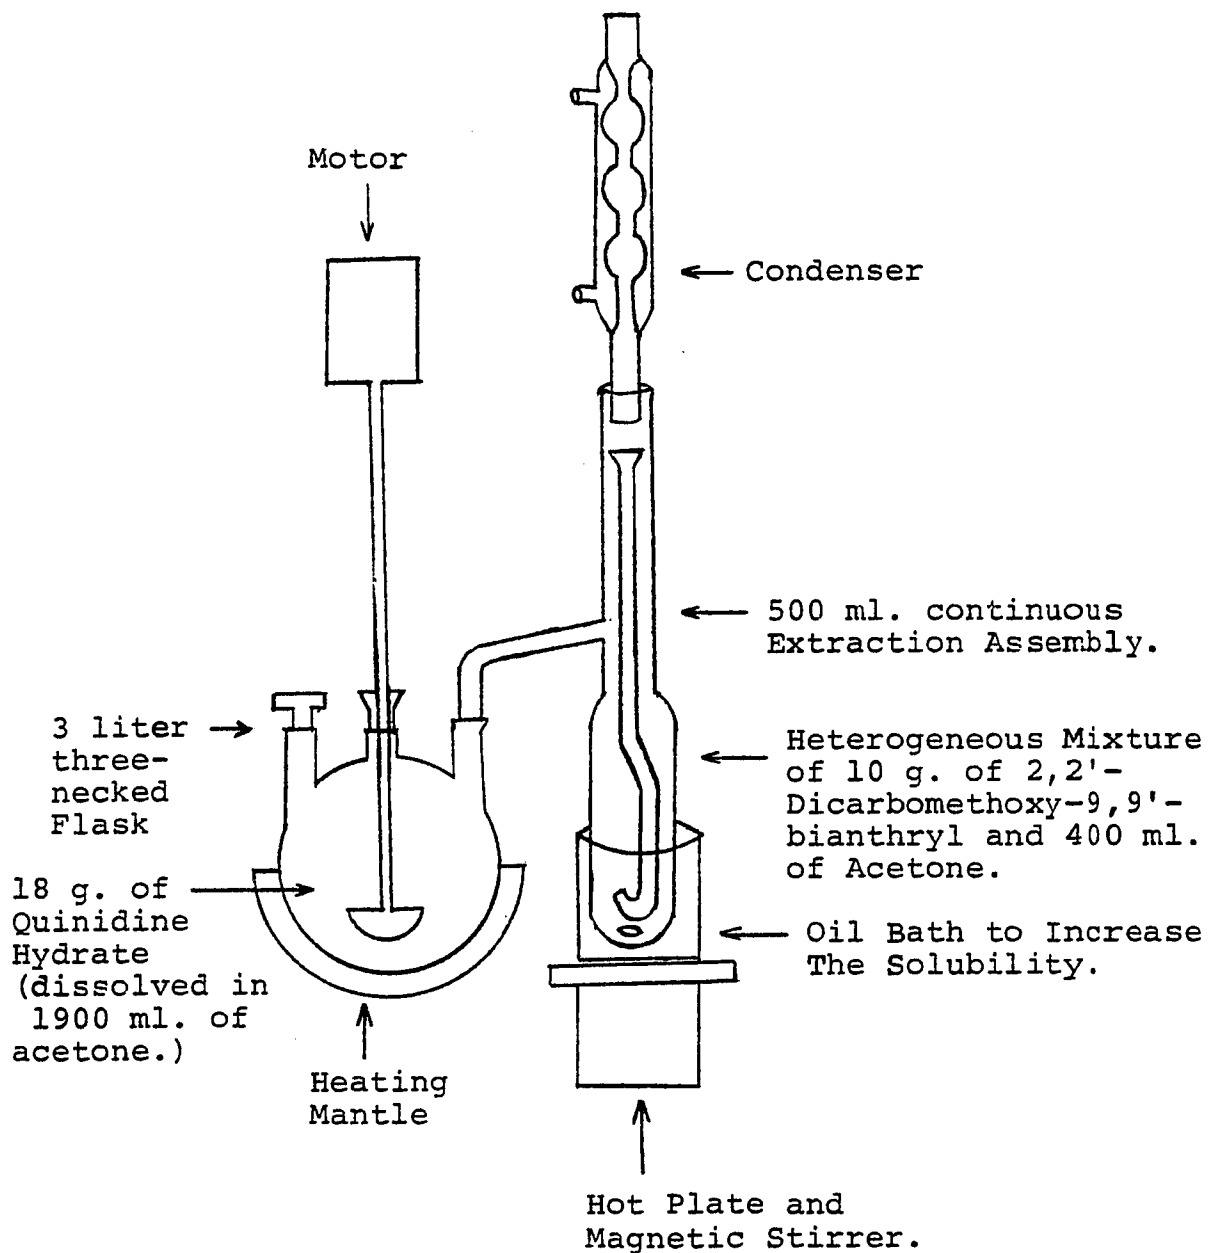 Motor
Condenser
500 ml. continuous
Extraction Assembly.
3 liter
three-
necked
Flask
Heterogeneous Mixture
of 10 g. of 2,2'-
Dicarbomethoxy-9,9'-
bianthryl and 400 ml.
of Acetone.
18 g. of
Quinidine
Hydrate
(dissolved in
1900 ml. of
acetone.)
Oil Bath to Increase
The Solubility.
Heating
Mantle
Hot Plate and
Magnetic Stirrer.